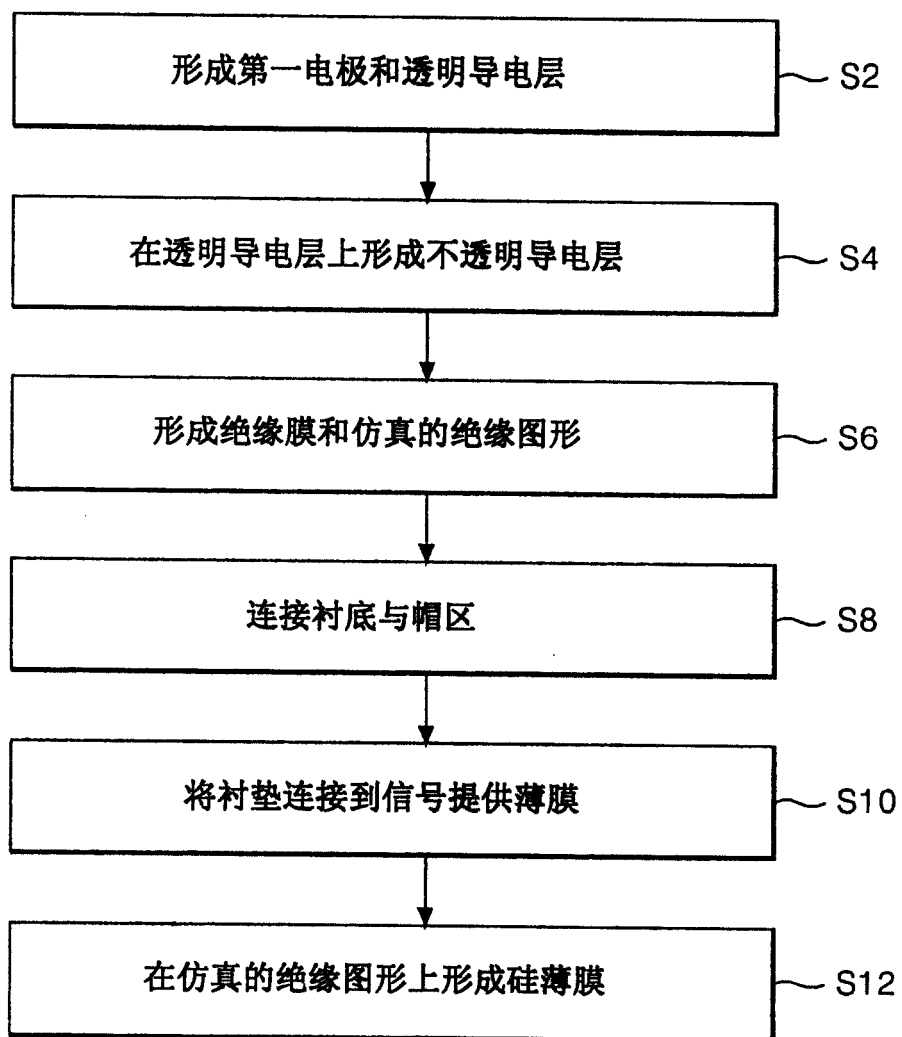 形成第一电极和透明导电层
S2
在透明导电层上形成不透明导电层
S4
形成绝缘膜和仿真的绝缘图形
S6
连接衬底与帽区
S8
将衬垫连接到信号提供薄膜
S10
在仿真的绝缘图形上形成硅薄膜
S12